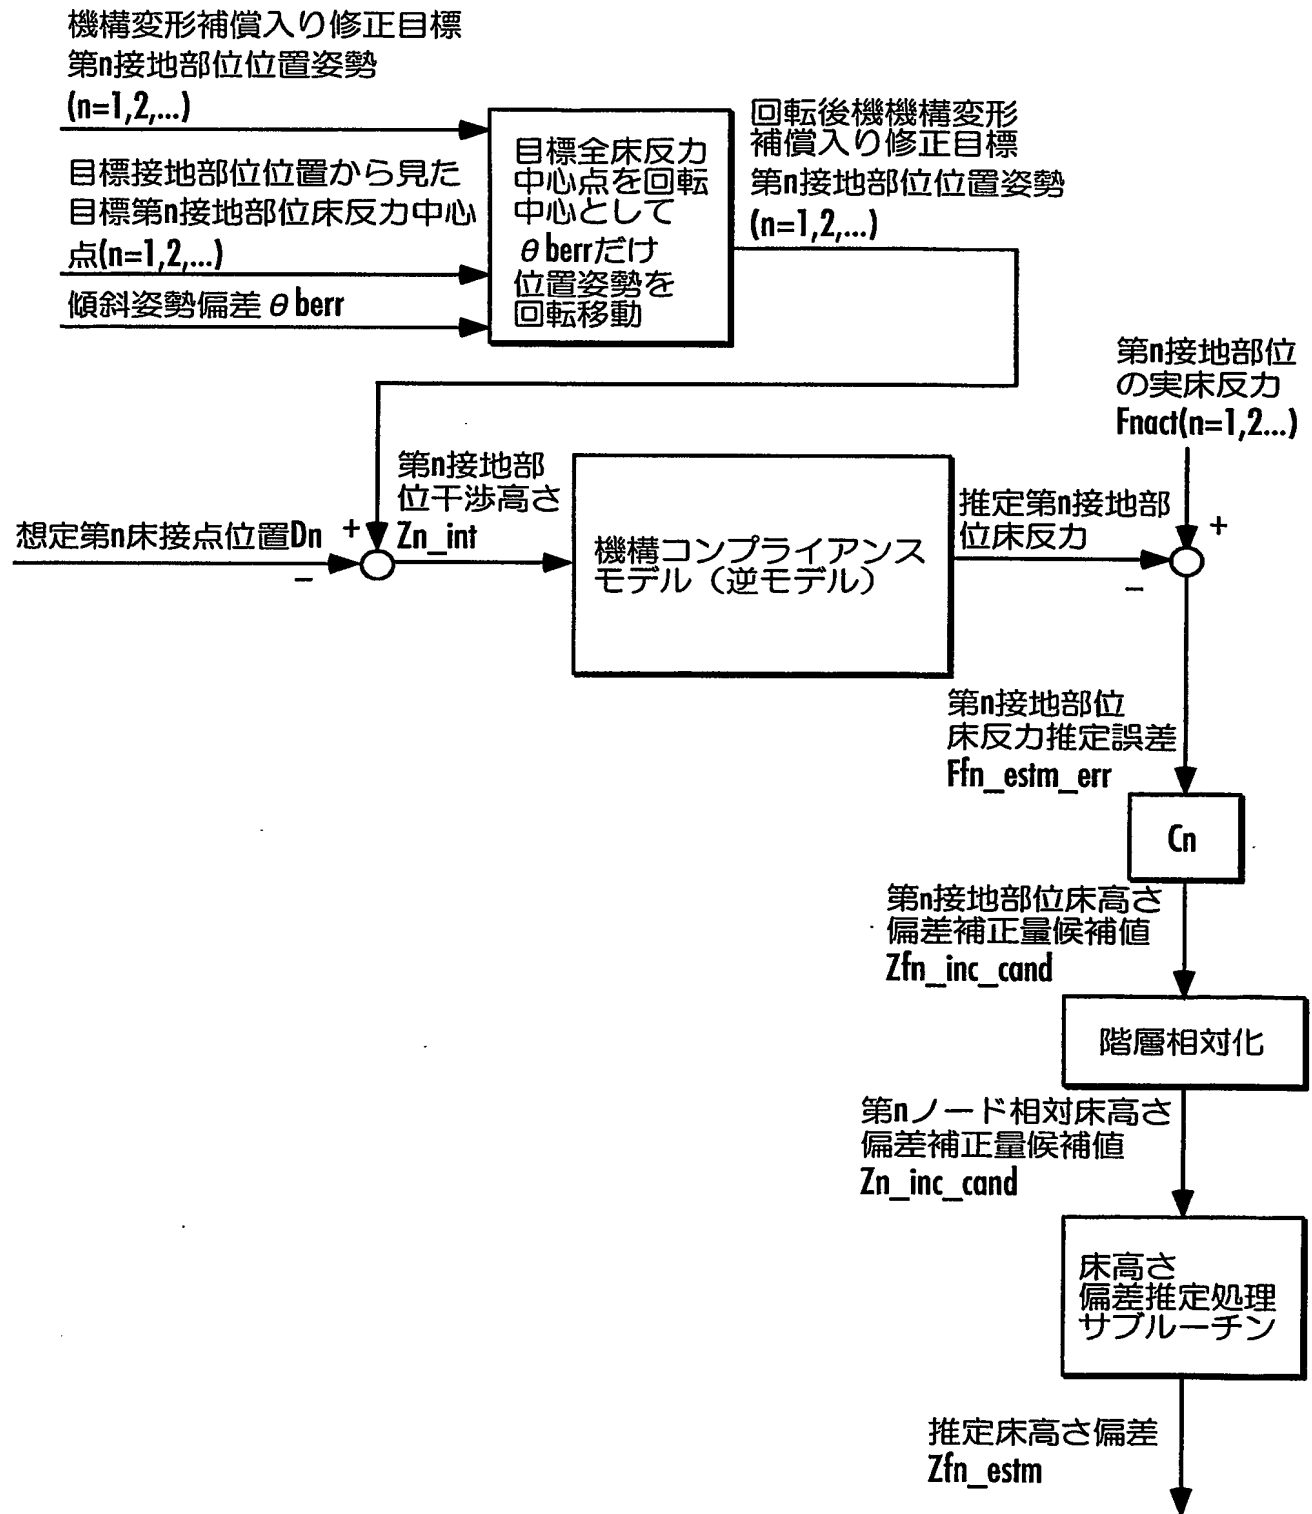 機構変形補償入り修正目標
第n接地部位位置姿勢
(n=1,2,...)
目標接地部位位置から見た
目標第n接地部位床反力中心
点(n=1,2,...)
傾斜姿勢偏差θberr
目標全床反力
中心点を回転
中心として
θberrだけ
位置姿勢を
回転移動
回転後機機構変形
補償入り修正目標
第n接地部位位置姿勢
(n=1,2,...)
第n接地部位
の実床反力
Fnact(n=1,2...)
想定第n床接点位置Dn
+
−
第n接地部
位干渉高さ
Zn_int
機構コンプライアンス
モデル（逆モデル）
推定第n接地部
位床反力
+
−
第n接地部位
床反力推定誤差
Ffn_estm_err
Cn
第n接地部位床高さ
偏差補正量候補値
Zfn_inc_cand
階層相対化
第nノード相対床高さ
偏差補正量候補値
Zn_inc_cand
床高さ
偏差推定処理
サブルーチン
推定床高さ偏差
Zfn_estm